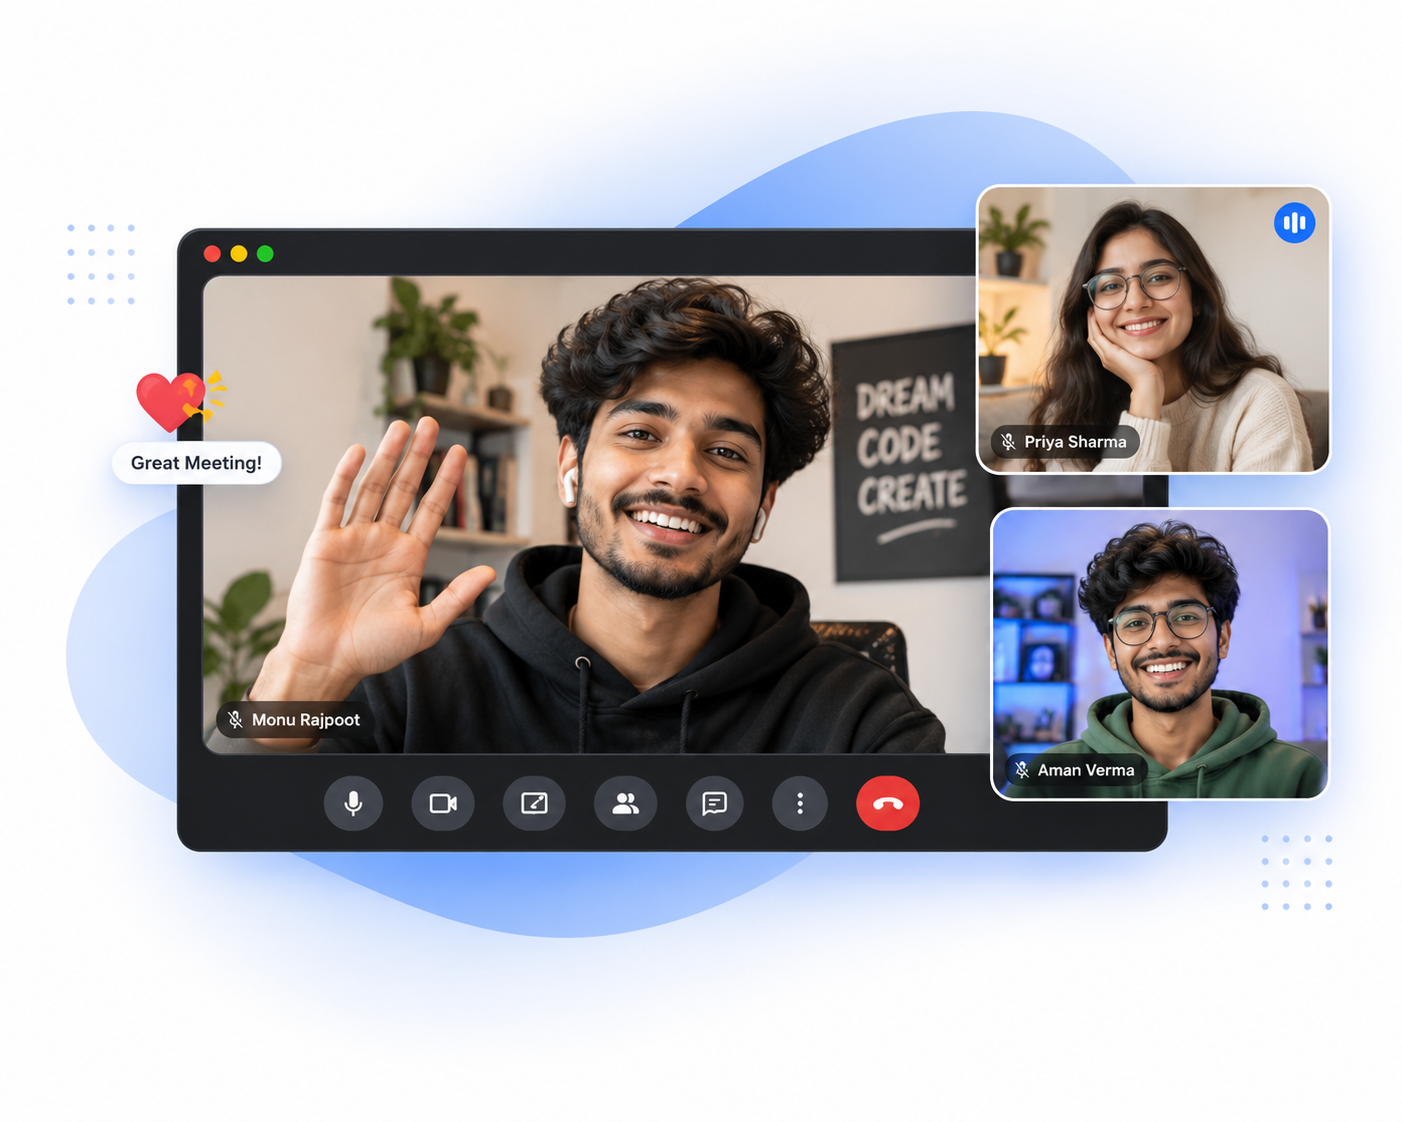 Great Meeting!
DREAM
CODE
CREATE
Monu Rajpoot
Priya Sharma
Aman Verma